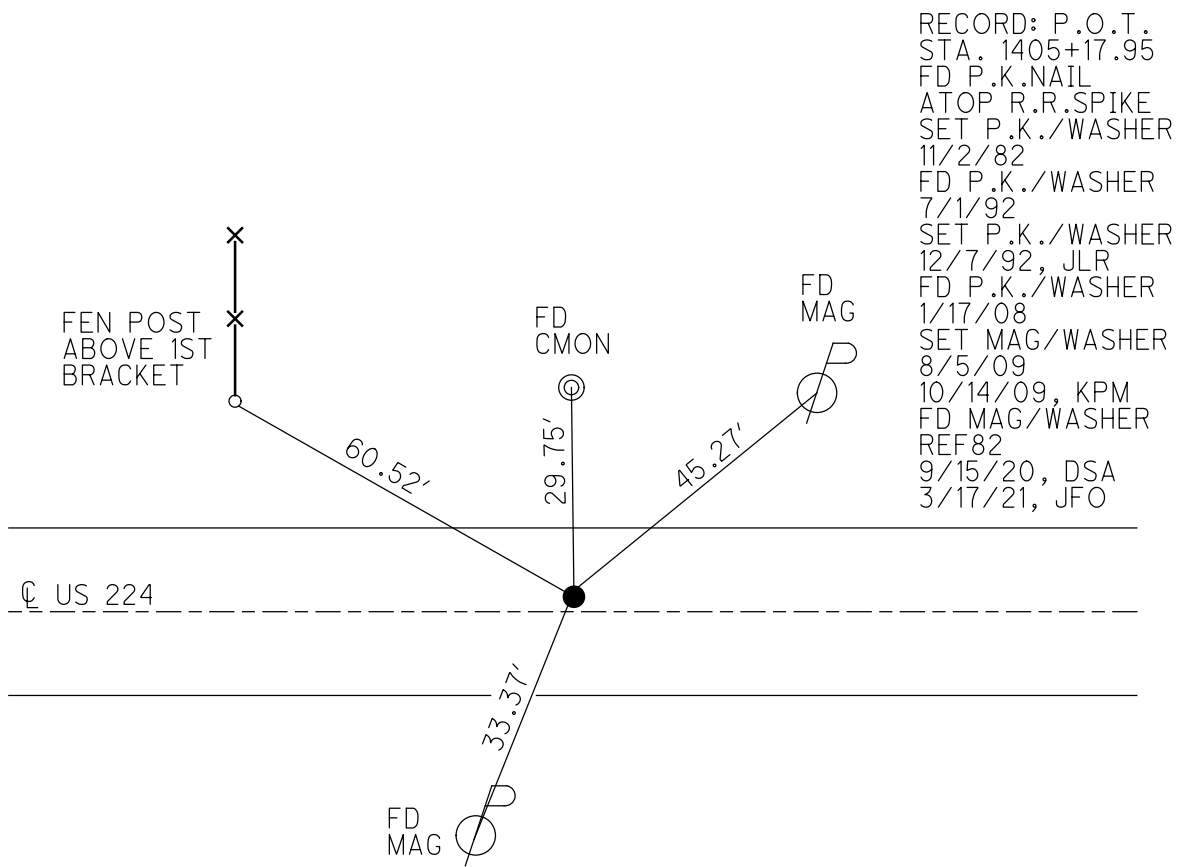 RECORD: P.O.T.
STA. 1405+17.95
FD P.K.NAIL
ATOP R.R.SPIKE
SET P.K./WASHER
11/2/82
FD P.K./WASHER
7/1/92
SET P.K./WASHER
12/7/92, JLR
FD P.K./WASHER
1/17/08
SET MAG/WASHER
8/5/09
10/14/09, KPM
FD MAG/WASHER
REF82
9/15/20, DSA
3/17/21, JFO
FEN POST
ABOVE 1ST
BRACKET
FD
CMON
FD
MAG
60.52'
29.75'
45.27'
℄ US 224
33.37'
FD
MAG